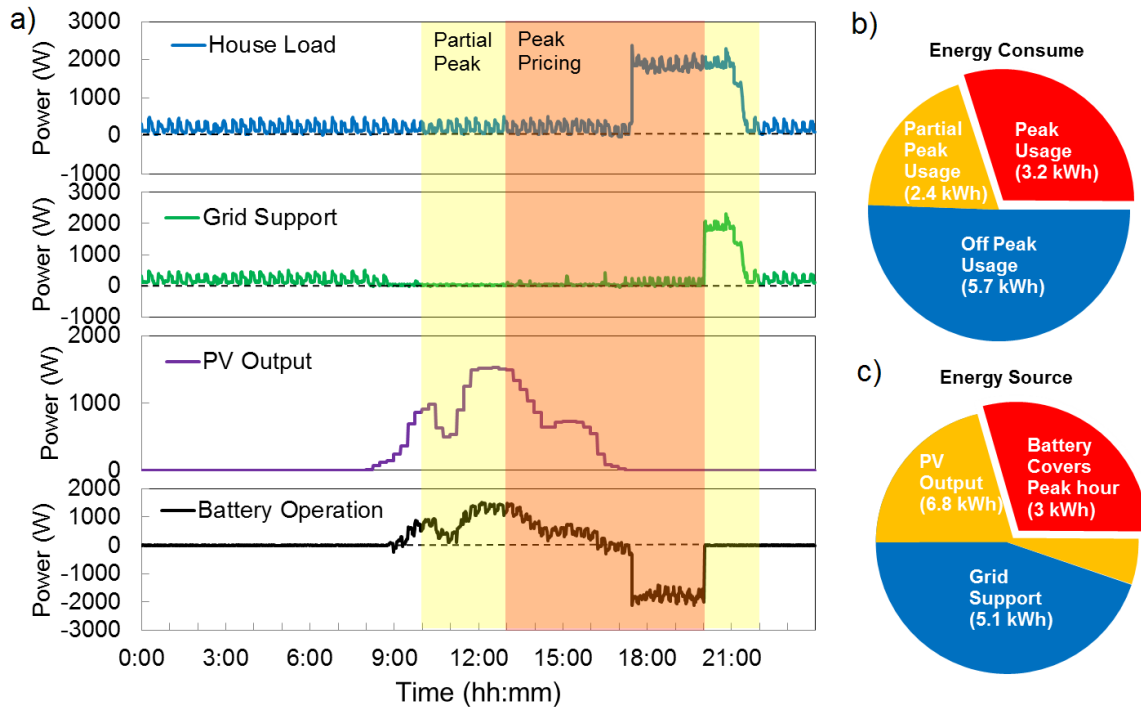 a)
3000
2000
1000
0
-1000
Power (W)
House Load
Partial
Peak
Peak
Pricing
3000
2000
1000
0
-1000
Power (W)
Grid Support
2000
1000
0
Power (W)
PV Output
2000
1000
0
-1000
-2000
-3000
Power (W)
Battery Operation
0:00 3:00 6:00 9:00 12:00 15:00 18:00 21:00
Time (hh:mm)
b)
Energy Consume
Partial
Peak
Usage
(2.4 kWh)
Peak
Usage
(3.2 kWh)
Off Peak
Usage
(5.7 kWh)
c)
Energy Source
PV
Output
(6.8 kWh)
Battery
Covers
Peak hour
(3 kWh)
Grid
Support
(5.1 kWh)